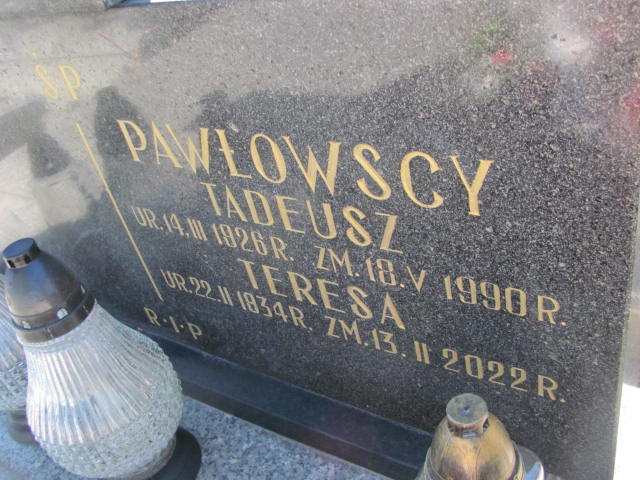 ŚP
PAWŁOWSCY
TADEUSZ
UR.14.III 1926R. ZM.18.V 1990R.
TERESA
UR.22.II 1934R. ZM.13.II 2022R.
R·I·P